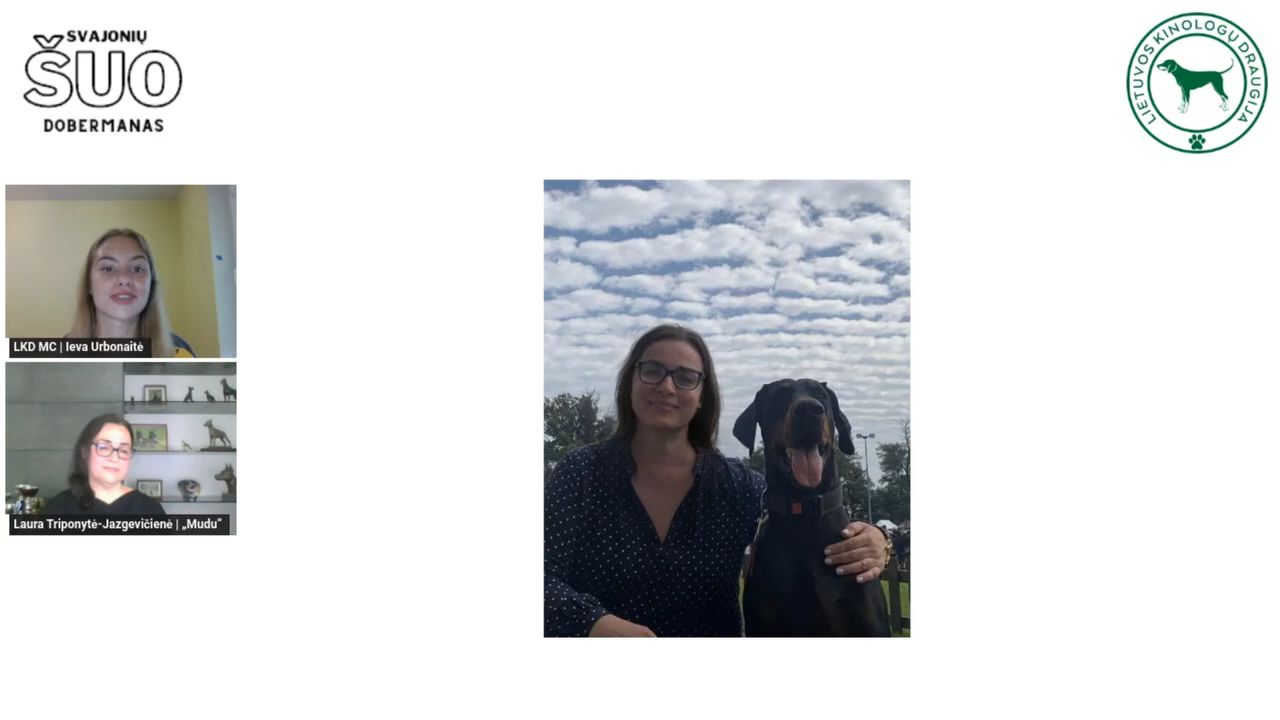 SVAJONIŲ
ŠUO
DOBERMANAS
LIETUVOS KINOLOGŲ DRAUGIJA
LKD MC | Ieva Urbonaitė
Laura Triponytė-Jazgevičienė | „Mudu“